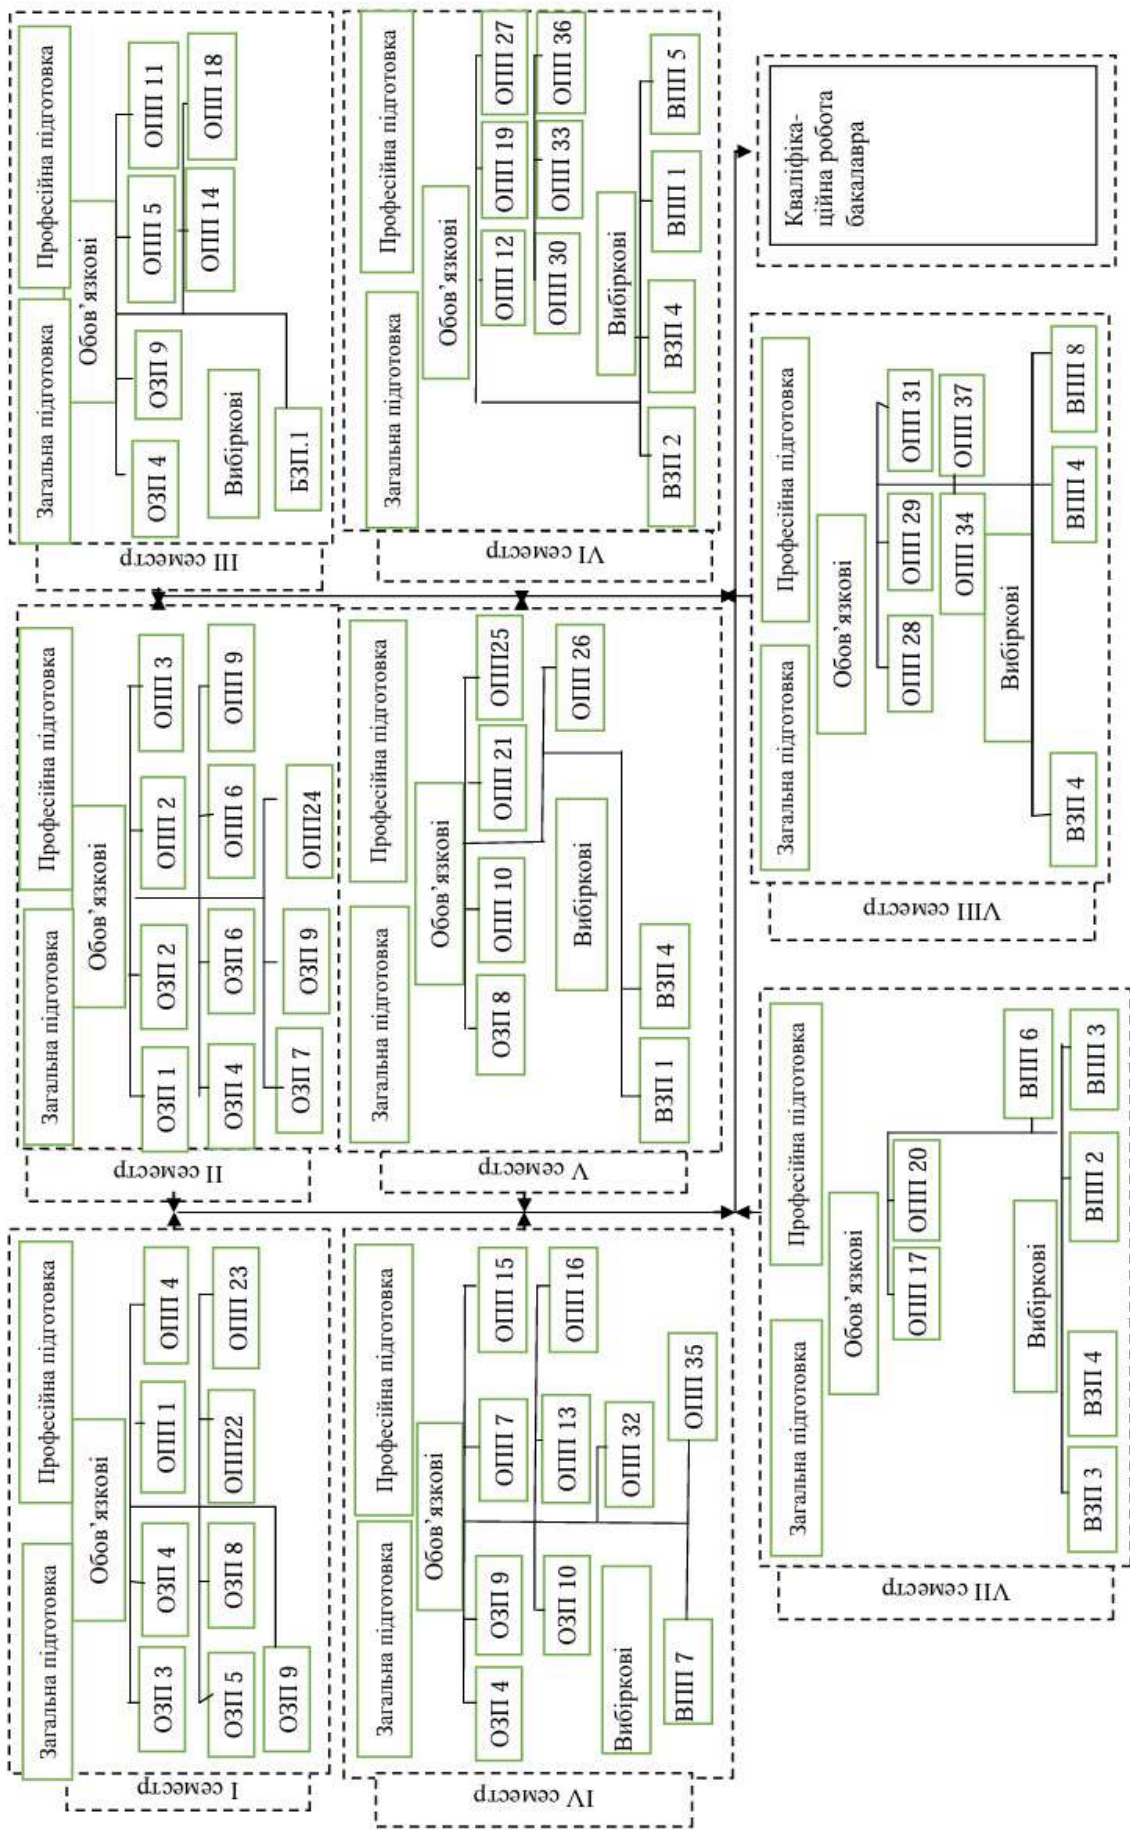 I семестр
Загальна підготовка
Професійна підготовка
Обов’язкові
ОЗП 3
ОЗП 4
ОПП 1
ОПП 4
ОЗП 5
ОЗП 8
ОПП22
ОПП 23
ОЗП 9
II семестр
Загальна підготовка
Професійна підготовка
Обов’язкові
ОЗП 1
ОЗП 2
ОПП 2
ОПП 3
ОЗП 4
ОЗП 6
ОПП 6
ОПП 9
ОЗП 7
ОЗП 9
ОПП24
III семестр
Загальна підготовка
Професійна підготовка
Обов’язкові
ОЗП 4
ОЗП 9
ОПП 5
ОПП 11
ОПП 14
ОПП 18
Вибіркові
БЗП.1
IV семестр
Загальна підготовка
Професійна підготовка
Обов’язкові
ОЗП 4
ОЗП 9
ОПП 7
ОПП 15
ОЗП 10
ОПП 13
ОПП 16
Вибіркові
ОПП 32
ВПП 7
ОПП 35
V семестр
Загальна підготовка
Професійна підготовка
Обов’язкові
ОЗП 8
ОПП 10
ОПП 21
ОПП25
ОПП 26
Вибіркові
ВЗП 1
ВЗП 4
VI семестр
Загальна підготовка
Професійна підготовка
Обов’язкові
ОПП 12
ОПП 19
ОПП 27
ОПП 30
ОПП 33
ОПП 36
Вибіркові
ВЗП 2
ВЗП 4
ВПП 1
ВПП 5
VII семестр
Загальна підготовка
Професійна підготовка
Обов’язкові
ОПП 17
ОПП 20
Вибіркові
ВПП 6
ВЗП 3
ВЗП 4
ВПП 2
ВПП 3
VIII семестр
Загальна підготовка
Професійна підготовка
Обов’язкові
ОПП 28
ОПП 29
ОПП 31
ОПП 34
ОПП 37
Вибіркові
ВЗП 4
ВПП 4
ВПП 8
Кваліфіка-
ційна робота
бакалавра